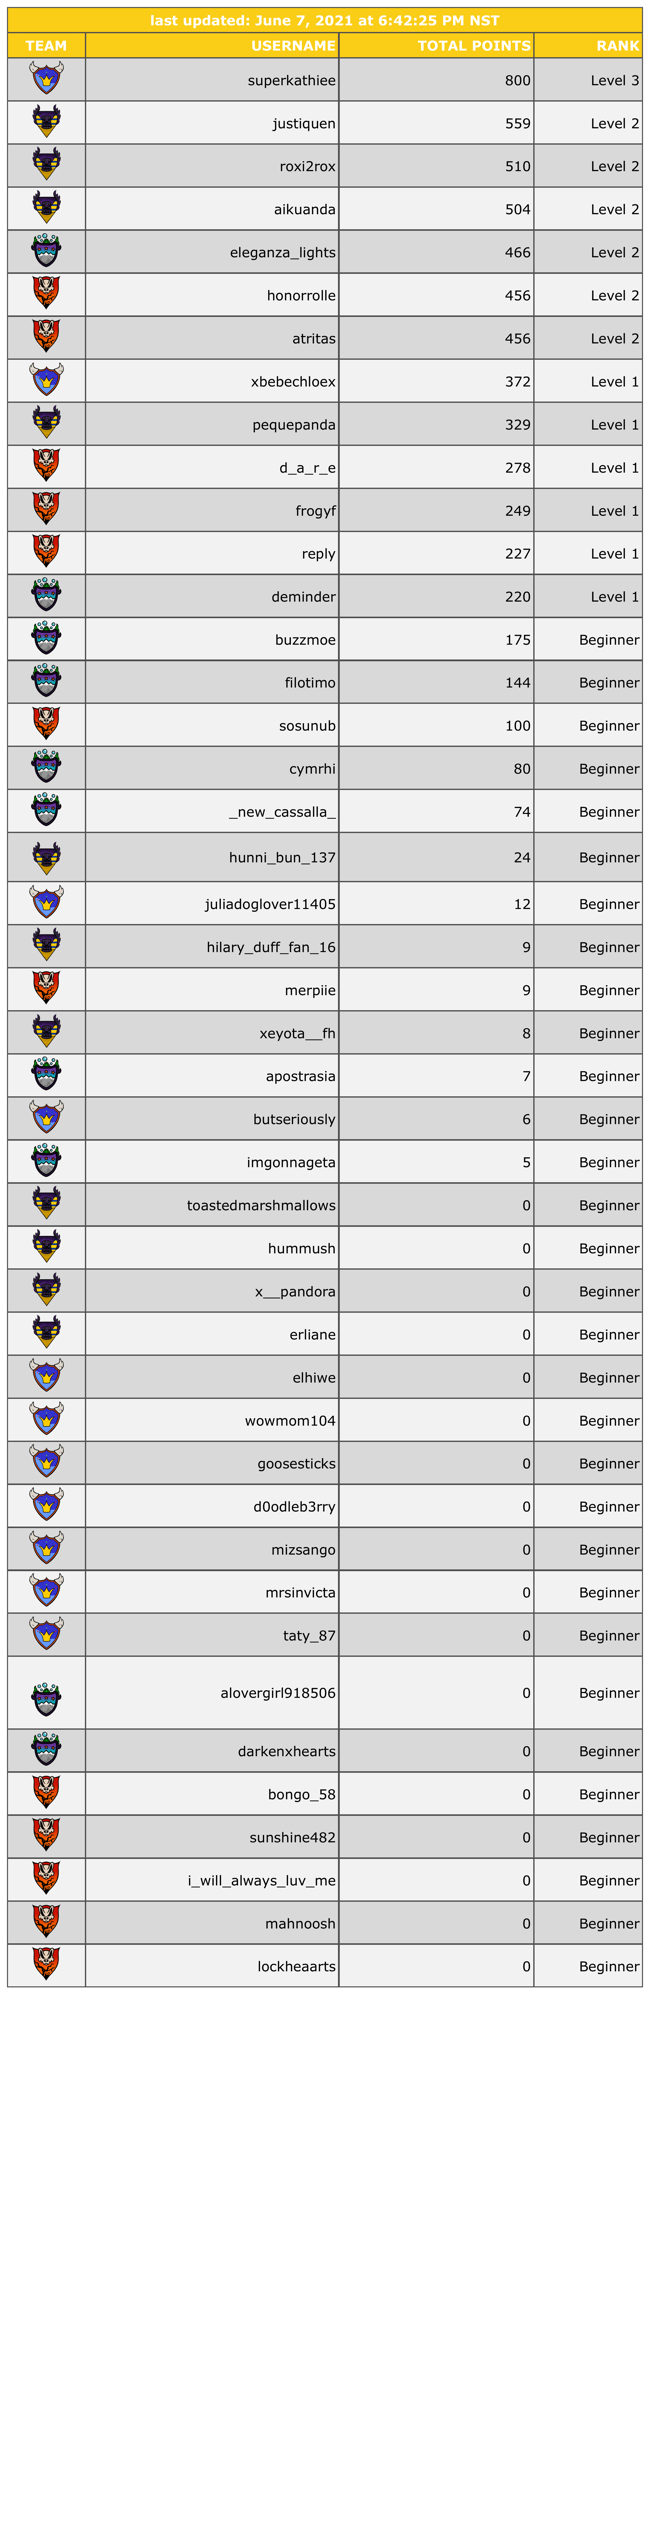 last updated: June 7, 2021 at 6:42:25 PM NST
TEAM USERNAME TOTAL POINTS RANK
superkathiee 800 Level 3
justiquen 559 Level 2
roxi2rox 510 Level 2
aikuanda 504 Level 2
eleganza_lights 466 Level 2
honorrolle 456 Level 2
atritas 456 Level 2
xbebechloex 372 Level 1
pequepanda 329 Level 1
d_a_r_e 278 Level 1
frogyf 249 Level 1
reply 227 Level 1
deminder 220 Level 1
buzzmoe 175 Beginner
filotimo 144 Beginner
sosunub 100 Beginner
cymrhi 80 Beginner
_new_cassalla_ 74 Beginner
hunni_bun_137 24 Beginner
juliadoglover11405 12 Beginner
hilary_duff_fan_16 9 Beginner
merpiie 9 Beginner
xeyota__fh 8 Beginner
apostrasia 7 Beginner
butseriously 6 Beginner
imgonnageta 5 Beginner
toastedmarshmallows 0 Beginner
hummush 0 Beginner
x__pandora 0 Beginner
erliane 0 Beginner
elhiwe 0 Beginner
wowmom104 0 Beginner
goosesticks 0 Beginner
d0odleb3rry 0 Beginner
mizsango 0 Beginner
mrsinvicta 0 Beginner
taty_87 0 Beginner
alovergirl918506 0 Beginner
darkenxhearts 0 Beginner
bongo_58 0 Beginner
sunshine482 0 Beginner
i_will_always_luv_me 0 Beginner
mahnoosh 0 Beginner
lockheaarts 0 Beginner